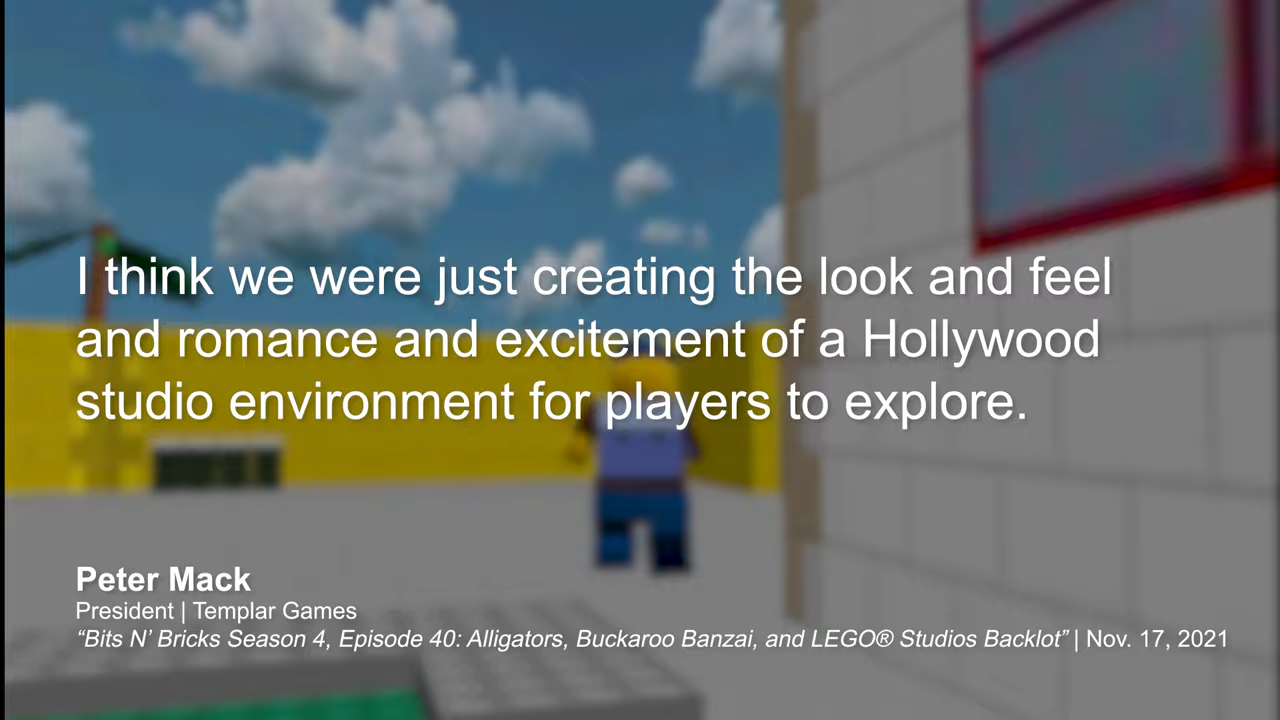 I think we were just creating the look and feel
and romance and excitement of a Hollywood
studio environment for players to explore.
Peter Mack
President | Templar Games
“Bits N’ Bricks Season 4, Episode 40: Alligators, Buckaroo Banzai, and LEGO® Studios Backlot” | Nov. 17, 2021